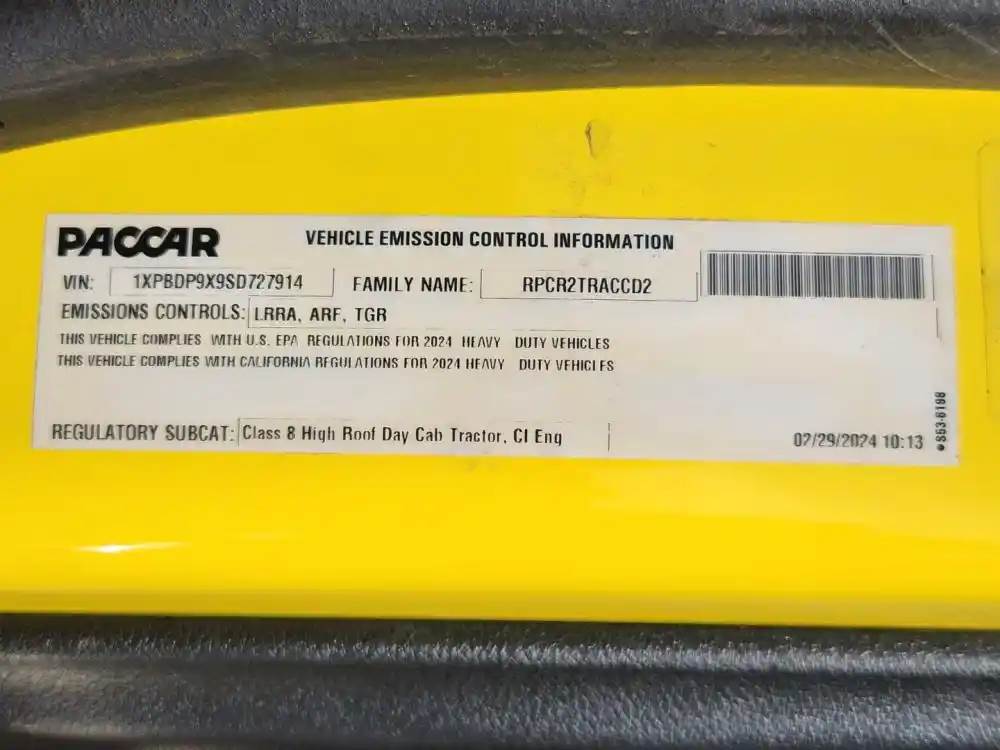 PACCAR
VEHICLE EMISSION CONTROL INFORMATION
VIN: 1XPBDP9X9SD727914 FAMILY NAME: RPCR2TRACCD2
EMISSIONS CONTROLS: LRRA, ARF, TGR
THIS VEHICLE COMPLIES WITH U.S. EPA REGULATIONS FOR 2024 HEAVY DUTY VEHICLES
THIS VEHICLE COMPLIES WITH CALIFORNIA REGULATIONS FOR 2024 HEAVY DUTY VEHICLES
REGULATORY SUBCAT: Class 8 High Roof Day Cab Tractor, CI Eng
02/29/2024 10:13
S53-6198